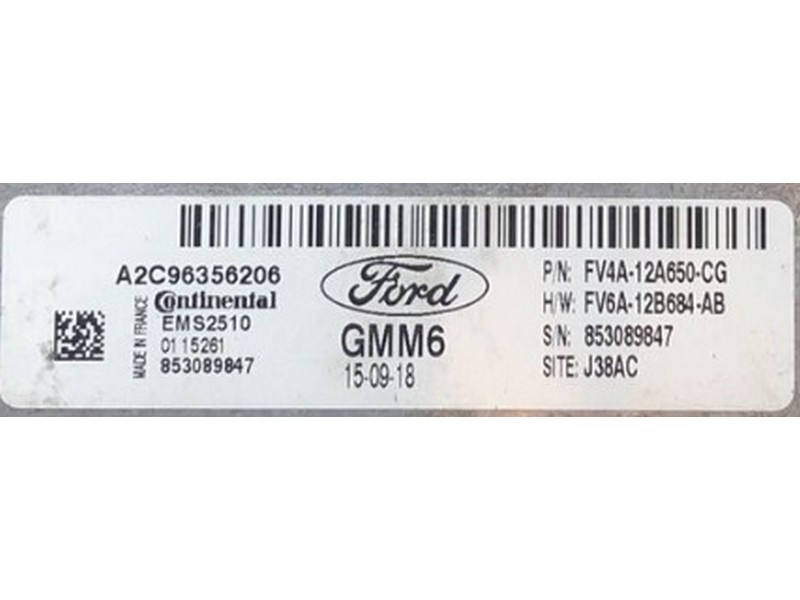 A2C96356206
Continental
EMS2510
01 15261
853089847
MADE IN FRANCE
Ford
GMM6
15-09-18
P/N: FV4A-12A650-CG
H/W: FV6A-12B684-AB
S/N: 853089847
SITE: J38AC